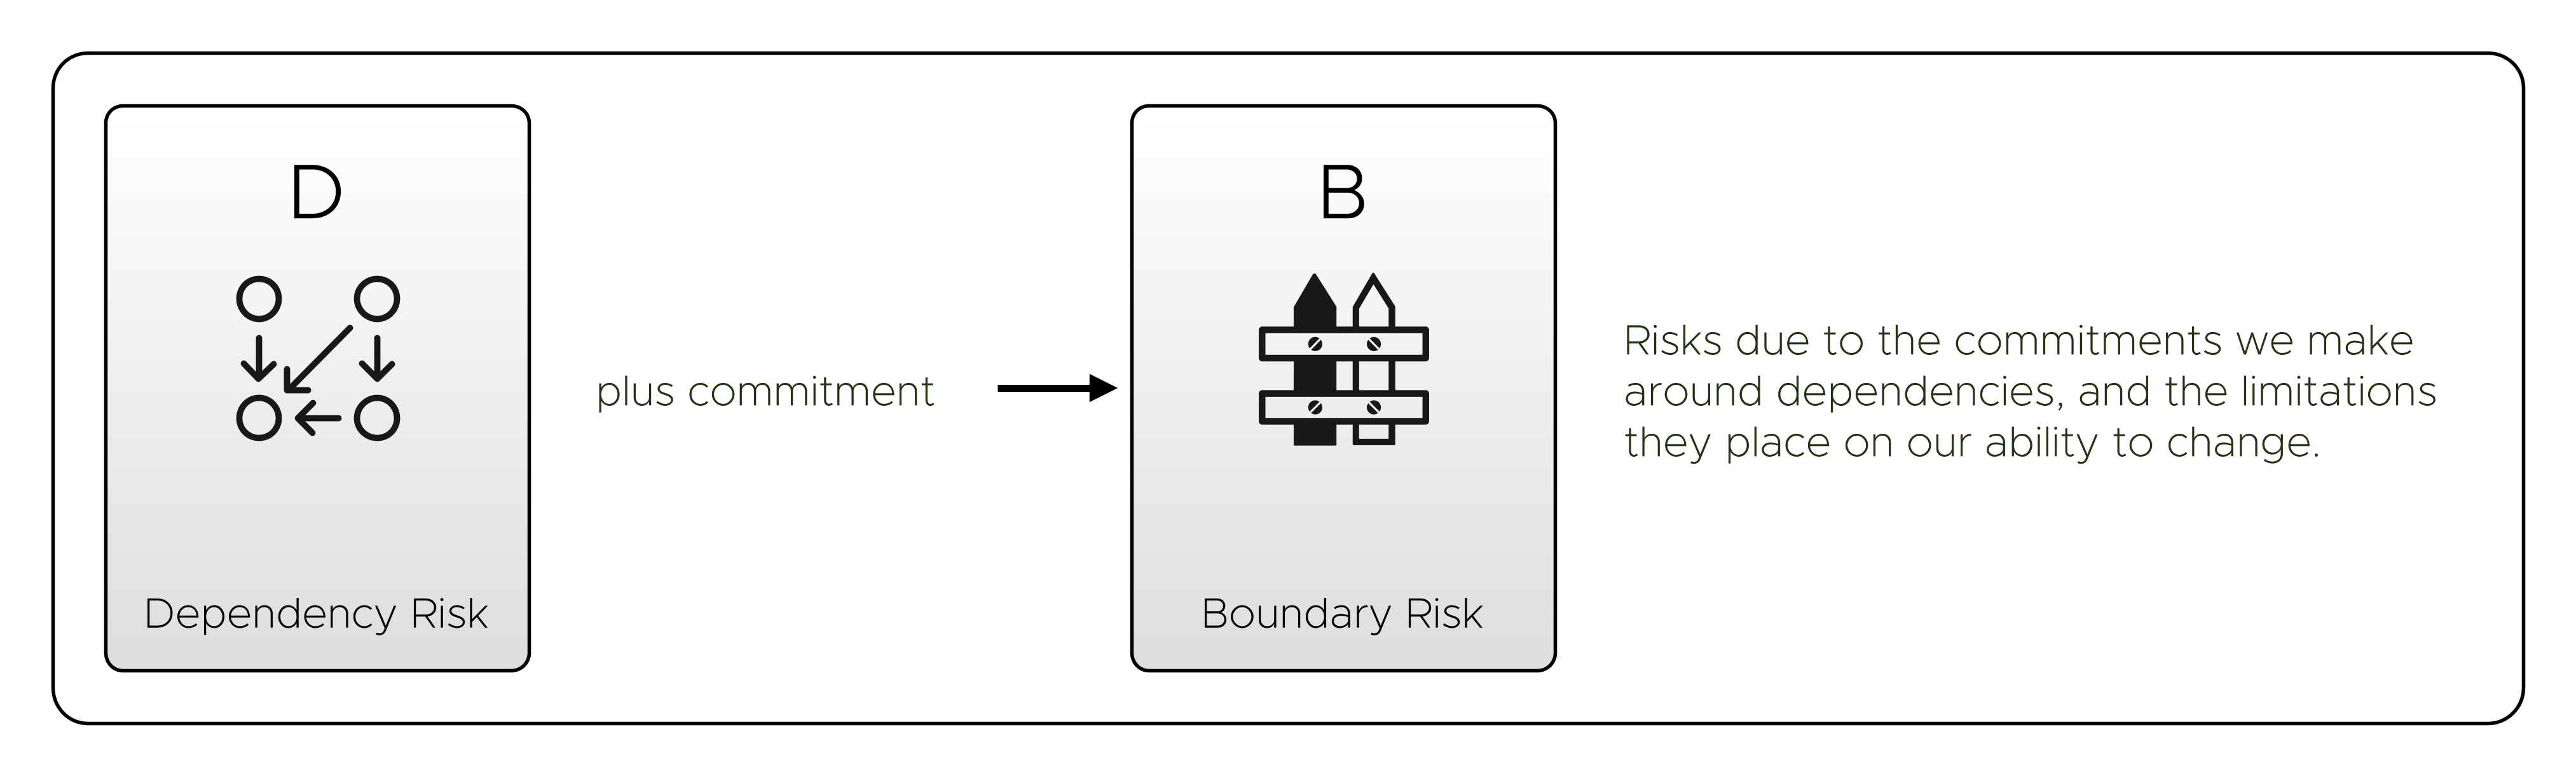 D
Dependency Risk
plus commitment
B
Boundary Risk
Risks due to the commitments we make
around dependencies, and the limitations
they place on our ability to change.